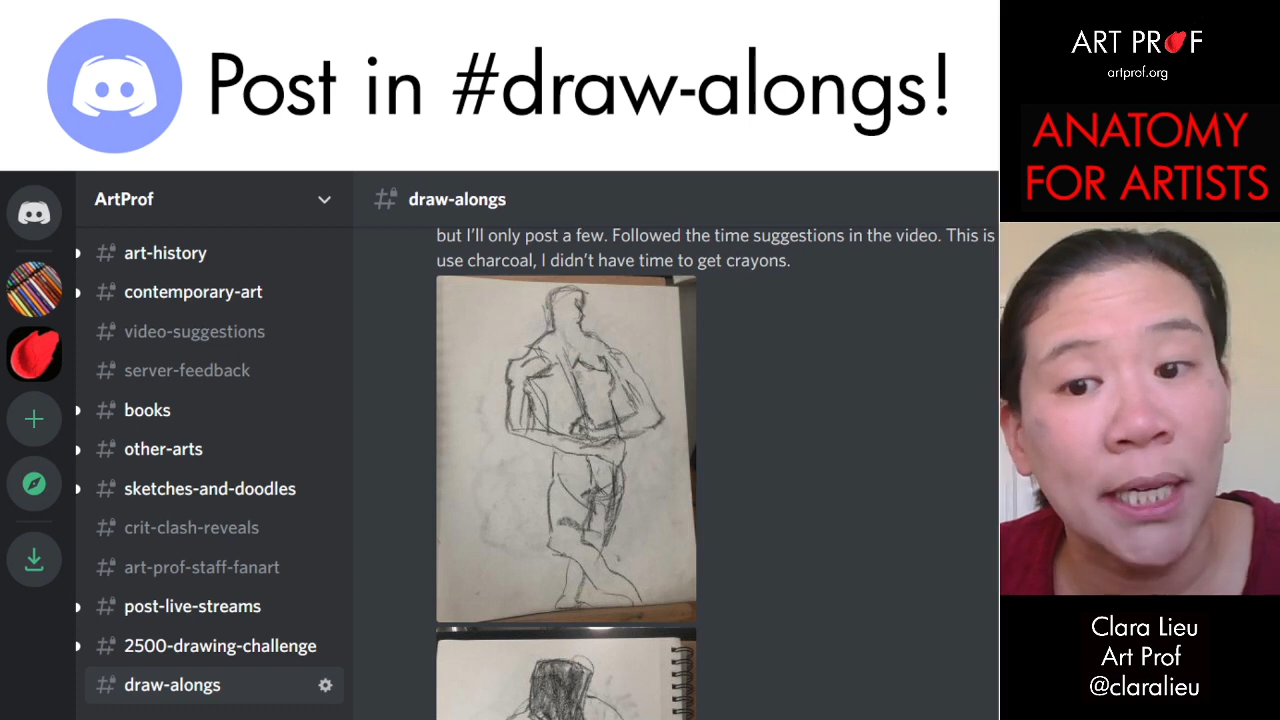 Post in #draw-alongs!
ArtProf
art-history
contemporary-art
video-suggestions
server-feedback
books
other-arts
sketches-and-doodles
crit-clash-reveals
art-prof-staff-fanart
post-live-streams
2500-drawing-challenge
draw-alongs
draw-alongs
but I'll only post a few. Followed the time suggestions in the video. This is
use charcoal, I didn't have time to get crayons.
ART PROF
artprof.org
ANATOMY
FOR ARTISTS
Clara Lieu
Art Prof
@claralieu